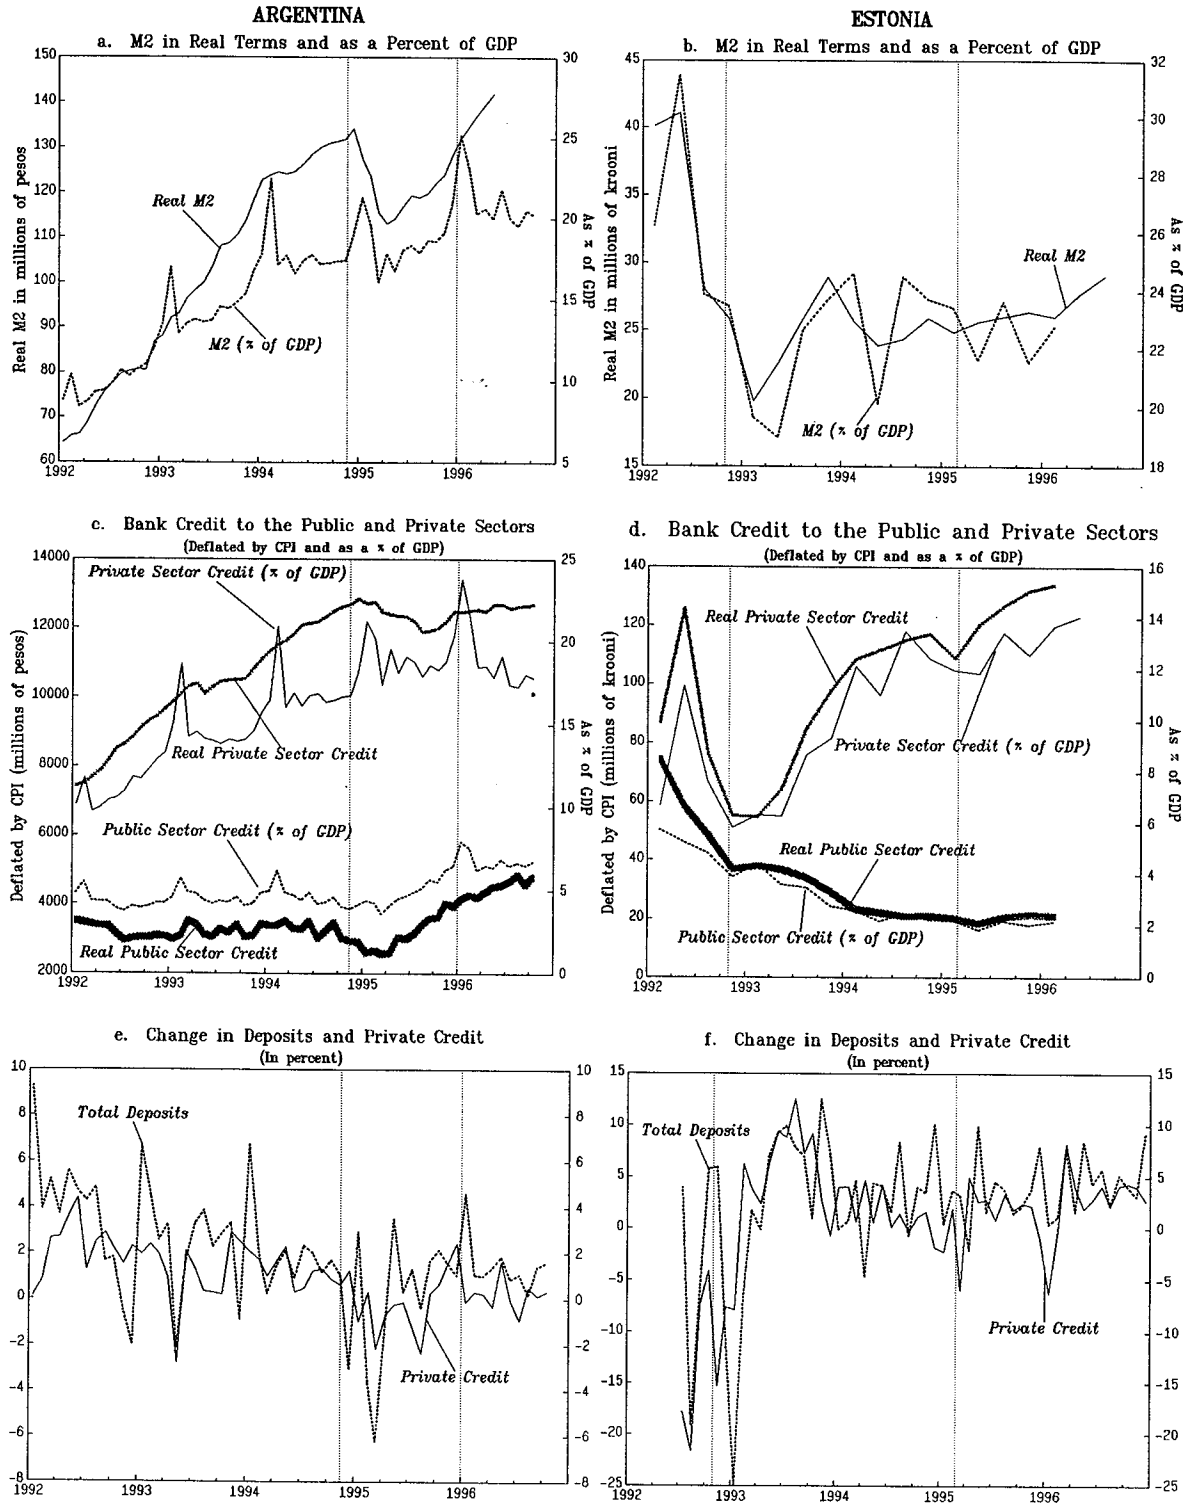 ARGENTINA
ESTONIA
a. M2 in Real Terms and as a Percent of GDP
150
140
130
120
110
100
90
80
70
60
30
25
20
15
10
5
Real M2 in millions of pesos
As % of GDP
Real M2
M2 (% of GDP)
1992 1993 1994 1995 1996
b. M2 in Real Terms and as a Percent of GDP
45
40
35
30
25
20
15
32
30
28
26
24
22
20
18
Real M2 in millions of krooni
As % of GDP
Real M2
M2 (% of GDP)
1992 1993 1994 1995 1996
c. Bank Credit to the Public and Private Sectors
(Deflated by CPI and as a % of GDP)
14000
12000
10000
8000
6000
4000
2000
25
20
15
10
5
0
Deflated by CPI (millions of pesos)
As % of GDP
Private Sector Credit (% of GDP)
Real Private Sector Credit
Public Sector Credit (% of GDP)
Real Public Sector Credit
1992 1993 1994 1995 1996
d. Bank Credit to the Public and Private Sectors
(Deflated by CPI and as a % of GDP)
140
120
100
80
60
40
20
0
16
14
12
10
8
6
4
2
0
Deflated by CPI (millions of krooni)
As % of GDP
Real Private Sector Credit
Private Sector Credit (% of GDP)
Real Public Sector Credit
Public Sector Credit (% of GDP)
1992 1993 1994 1995 1996
e. Change in Deposits and Private Credit
(In percent)
10
8
6
4
2
0
-2
-4
-6
-8
10
8
6
4
2
0
-2
-4
-6
-8
Total Deposits
Private Credit
1992 1993 1994 1995 1996
f. Change in Deposits and Private Credit
(In percent)
15
10
5
0
-5
-10
-15
-20
-25
15
10
5
0
-5
-10
-15
-20
-25
Total Deposits
Private Credit
1992 1993 1994 1995 1996